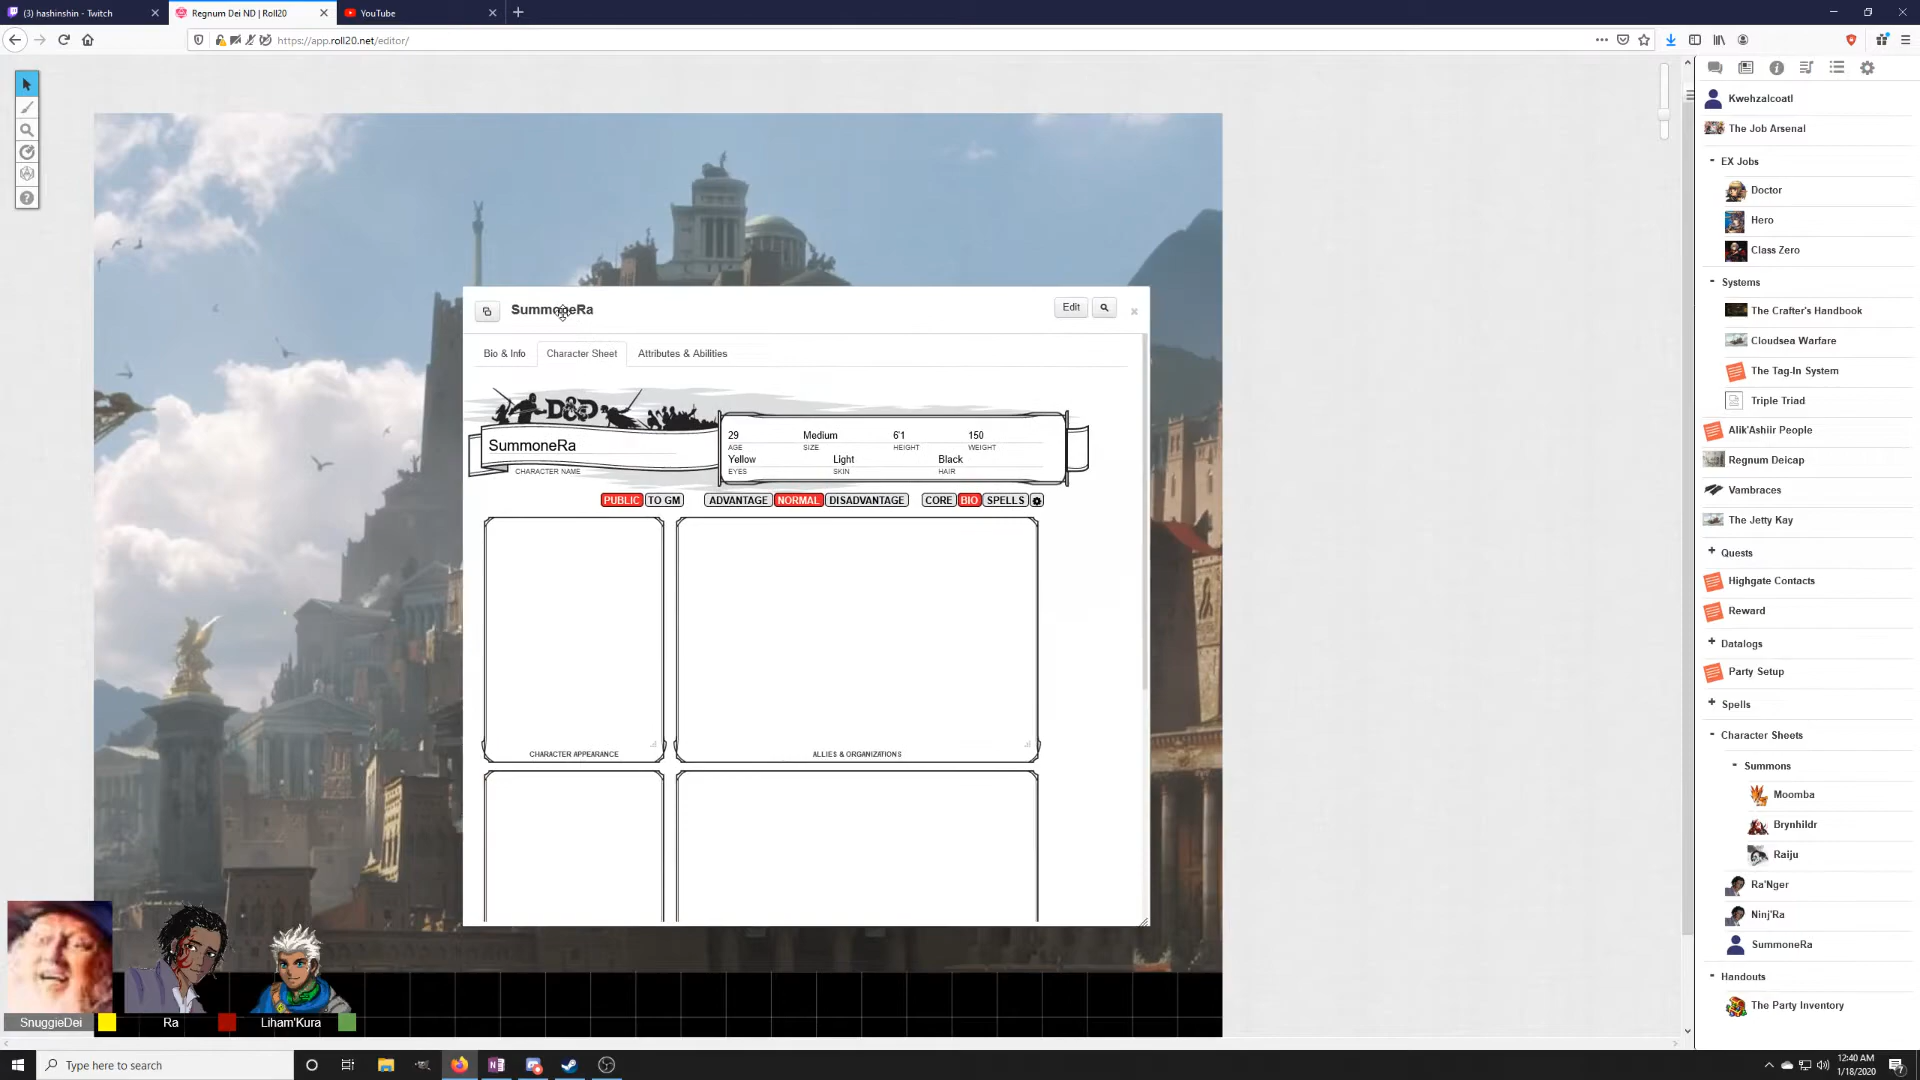 (3) hashinshin - Twitch
Regnum Dei ND | Roll20
YouTube
https://app.roll20.net/editor/
Kwehzalcoatl
The Job Arsenal
EX Jobs
Doctor
Hero
Class Zero
Systems
The Crafter's Handbook
Cloudsea Warfare
The Tag-In System
Triple Triad
Alik'Ashiir People
Regnum Deicap
Vambraces
The Jetty Kay
Quests
Highgate Contacts
Reward
Datalogs
Party Setup
Spells
Character Sheets
Summons
Moomba
Brynhildr
Raiju
Ra'Nger
Ninj'Ra
SummoneRa
Handouts
The Party Inventory
SummoneRa
Edit
Bio & Info
Character Sheet
Attributes & Abilities
D&D
SummoneRa
CHARACTER NAME
29 Medium 6'1 150
AGE SIZE HEIGHT WEIGHT
Yellow Light Black
EYES SKIN HAIR
PUBLIC TO GM ADVANTAGE NORMAL DISADVANTAGE CORE BIO SPELLS
CHARACTER APPEARANCE
ALLIES & ORGANIZATIONS
SnuggieDei
Ra
Liham'Kura
Type here to search
12:40 AM
1/18/2020